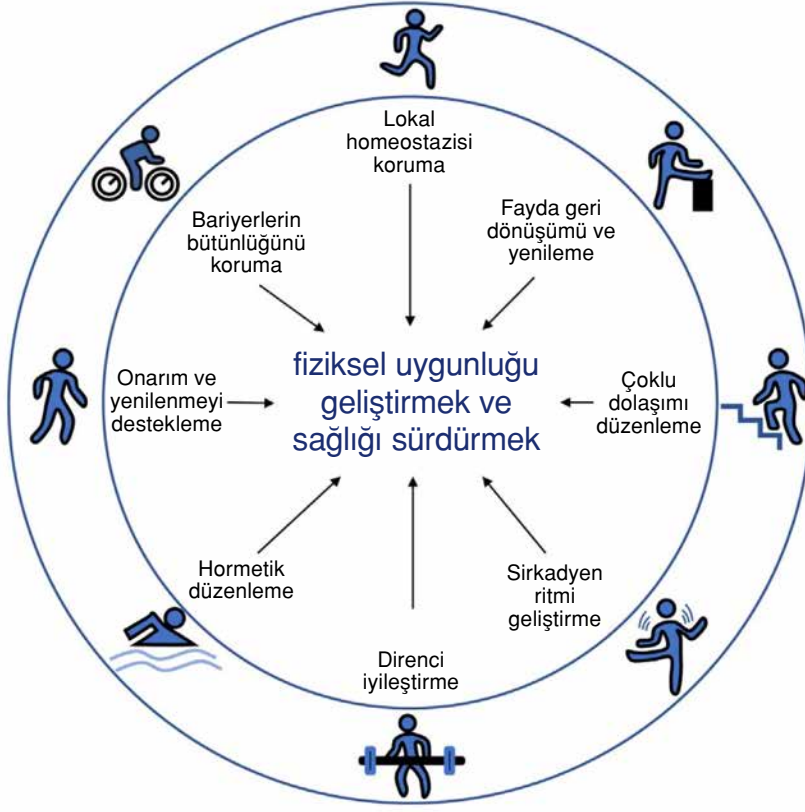 Lokal
homeostazisi
koruma
Fayda geri
dönüşümü ve
yenileme
Bariyerlerin
bütünlüğünü
koruma
fiziksel uygunluğu
geliştirmek ve
sağlığı sürdürmek
Onarım ve
yenilenmeyi
destekleme
Çoklu
dolaşımı
düzenleme
Hormetik
düzenleme
Sirkadyen
ritmi
geliştirme
Direnci
iyileştirme